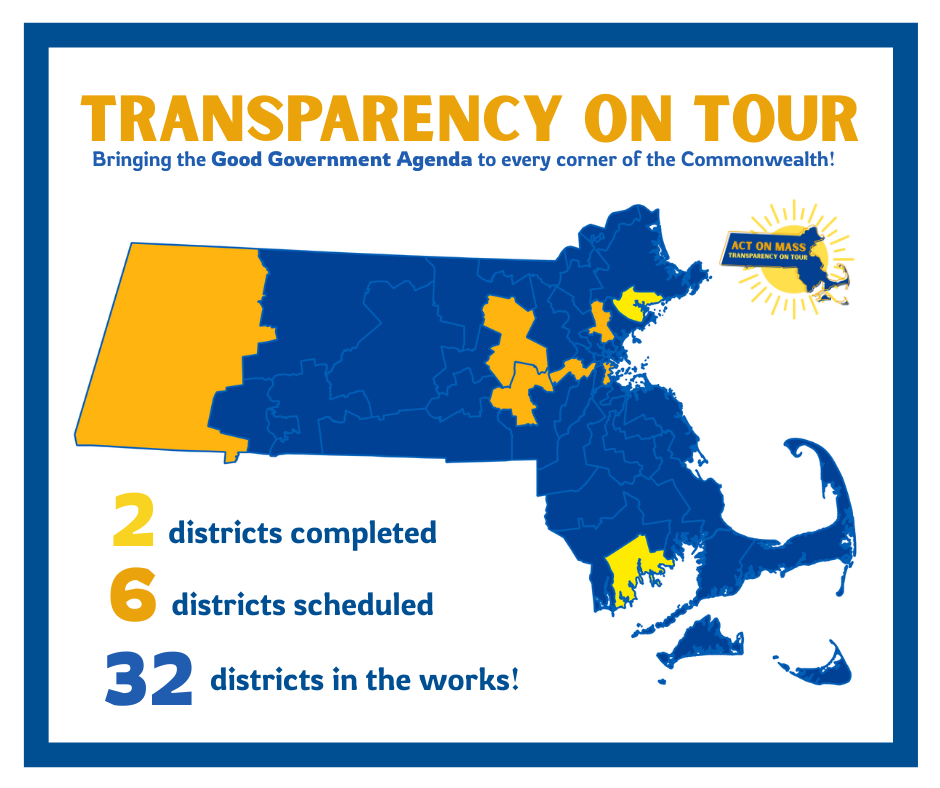 TRANSPARENCY ON TOUR
Bringing the Good Government Agenda to every corner of the Commonwealth!
ACT ON MASS
TRANSPARENCY ON TOUR
2 districts completed
6 districts scheduled
32 districts in the works!